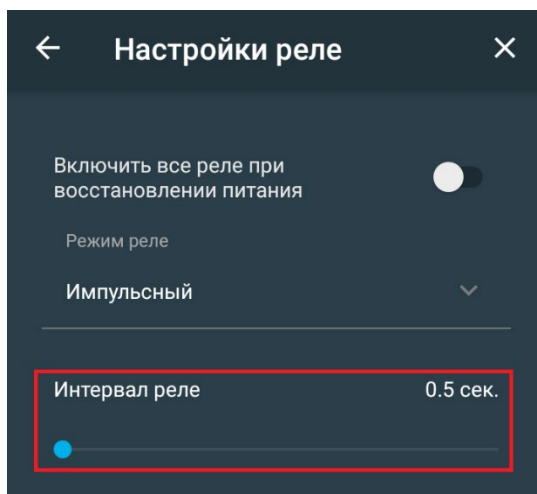 Настройки реле
Включить все реле при
восстановлении питания
Режим реле
Импульсный
Интервал реле 0.5 сек.